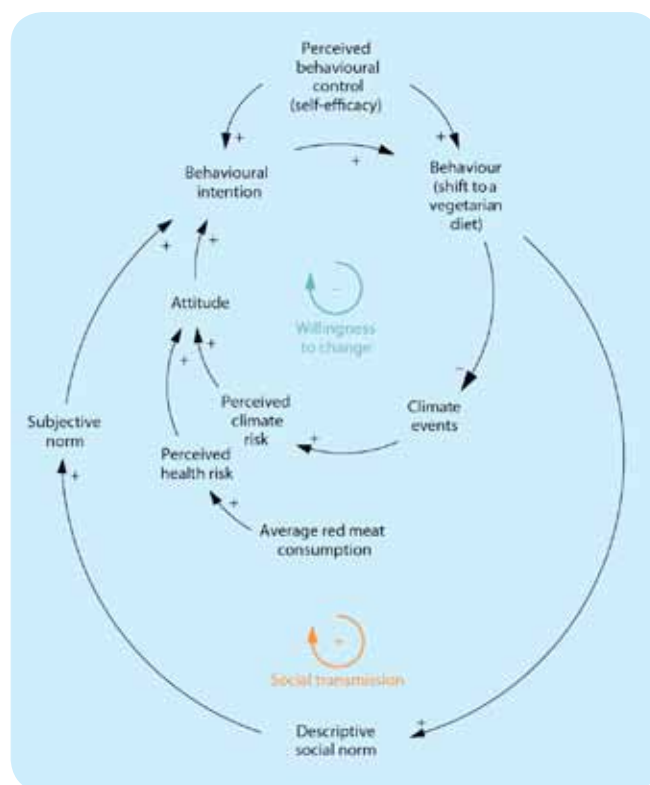 Perceived
behavioural
control
(self-efficacy)
+
+
Behavioural
intention
+
Behaviour
(shift to a
vegetarian
diet)
+
+
Attitude
–
Willingness
to change
+
+
–
Perceived
climate
risk
Climate
events
Subjective
norm
+
Perceived
health risk
+
+
Average red meat
consumption
+
Social transmission
+
Descriptive
social norm